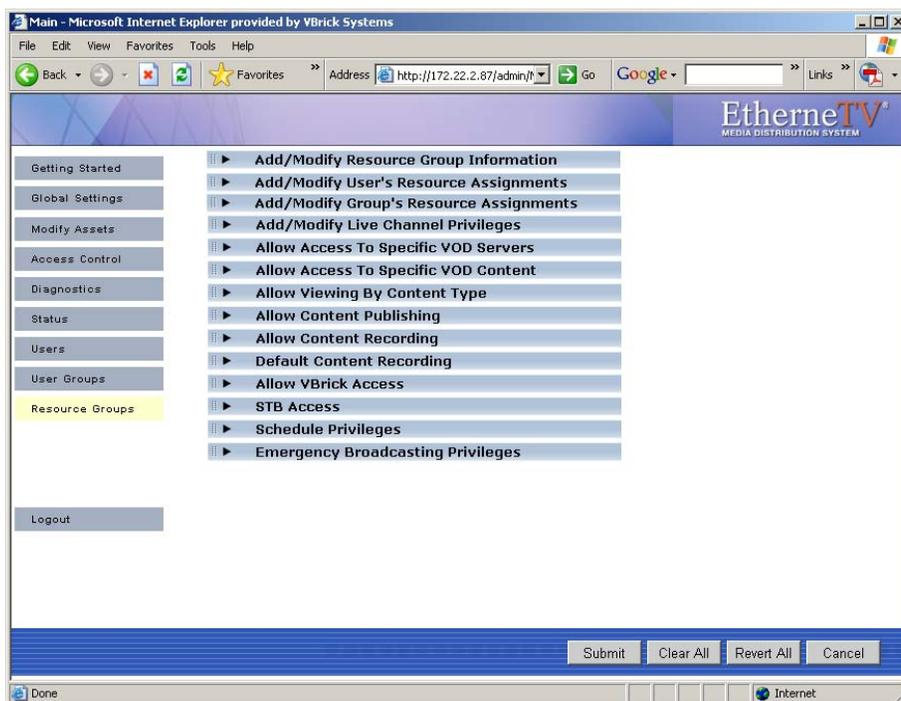 Main - Microsoft Internet Explorer provided by VBrick Systems
File Edit View Favorites Tools Help
Back Favorites » Address http://172.22.2.87/admin/ Go Google » Links »
EtherneTV®
MEDIA DISTRIBUTION SYSTEM
Getting Started
Global Settings
Modify Assets
Access Control
Diagnostics
Status
Users
User Groups
Resource Groups
Logout
Add/Modify Resource Group Information
Add/Modify User's Resource Assignments
Add/Modify Group's Resource Assignments
Add/Modify Live Channel Privileges
Allow Access To Specific VOD Servers
Allow Access To Specific VOD Content
Allow Viewing By Content Type
Allow Content Publishing
Allow Content Recording
Default Content Recording
Allow VBrick Access
STB Access
Schedule Privileges
Emergency Broadcasting Privileges
Submit Clear All Revert All Cancel
Done Internet